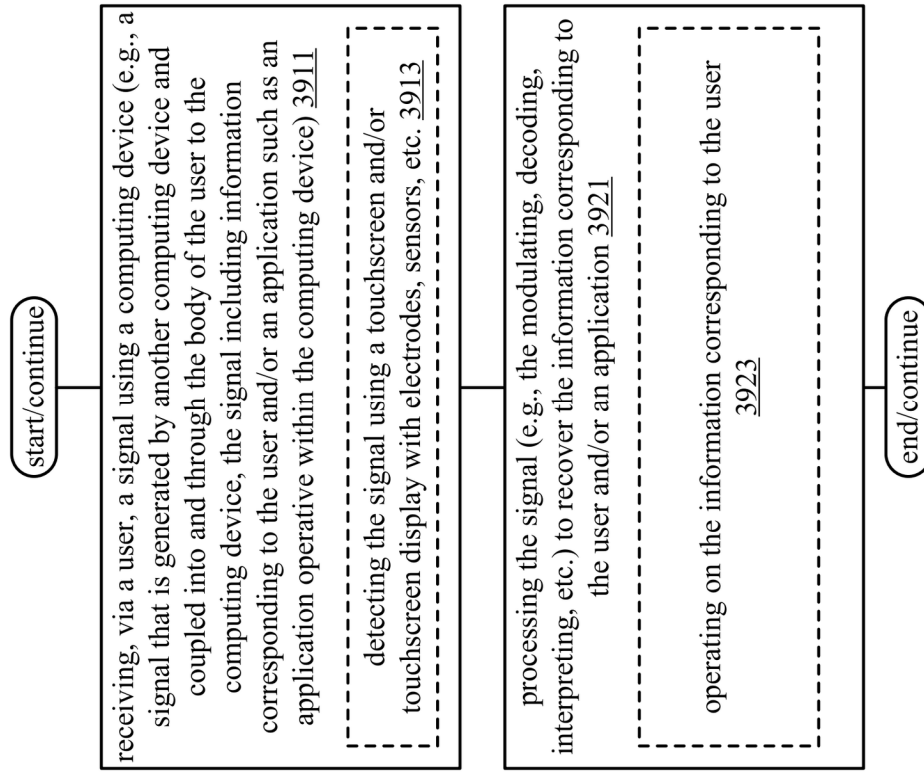 start/continue
receiving, via a user, a signal using a computing device (e.g., a
signal that is generated by another computing device and
coupled into and through the body of the user to the
computing device, the signal including information
corresponding to the user and/or an application such as an
application operative within the computing device) 3911
detecting the signal using a touchscreen and/or
touchscreen display with electrodes, sensors, etc. 3913
processing the signal (e.g., the modulating, decoding,
interpreting, etc.) to recover the information corresponding to
the user and/or an application 3921
operating on the information corresponding to the user
3923
end/continue